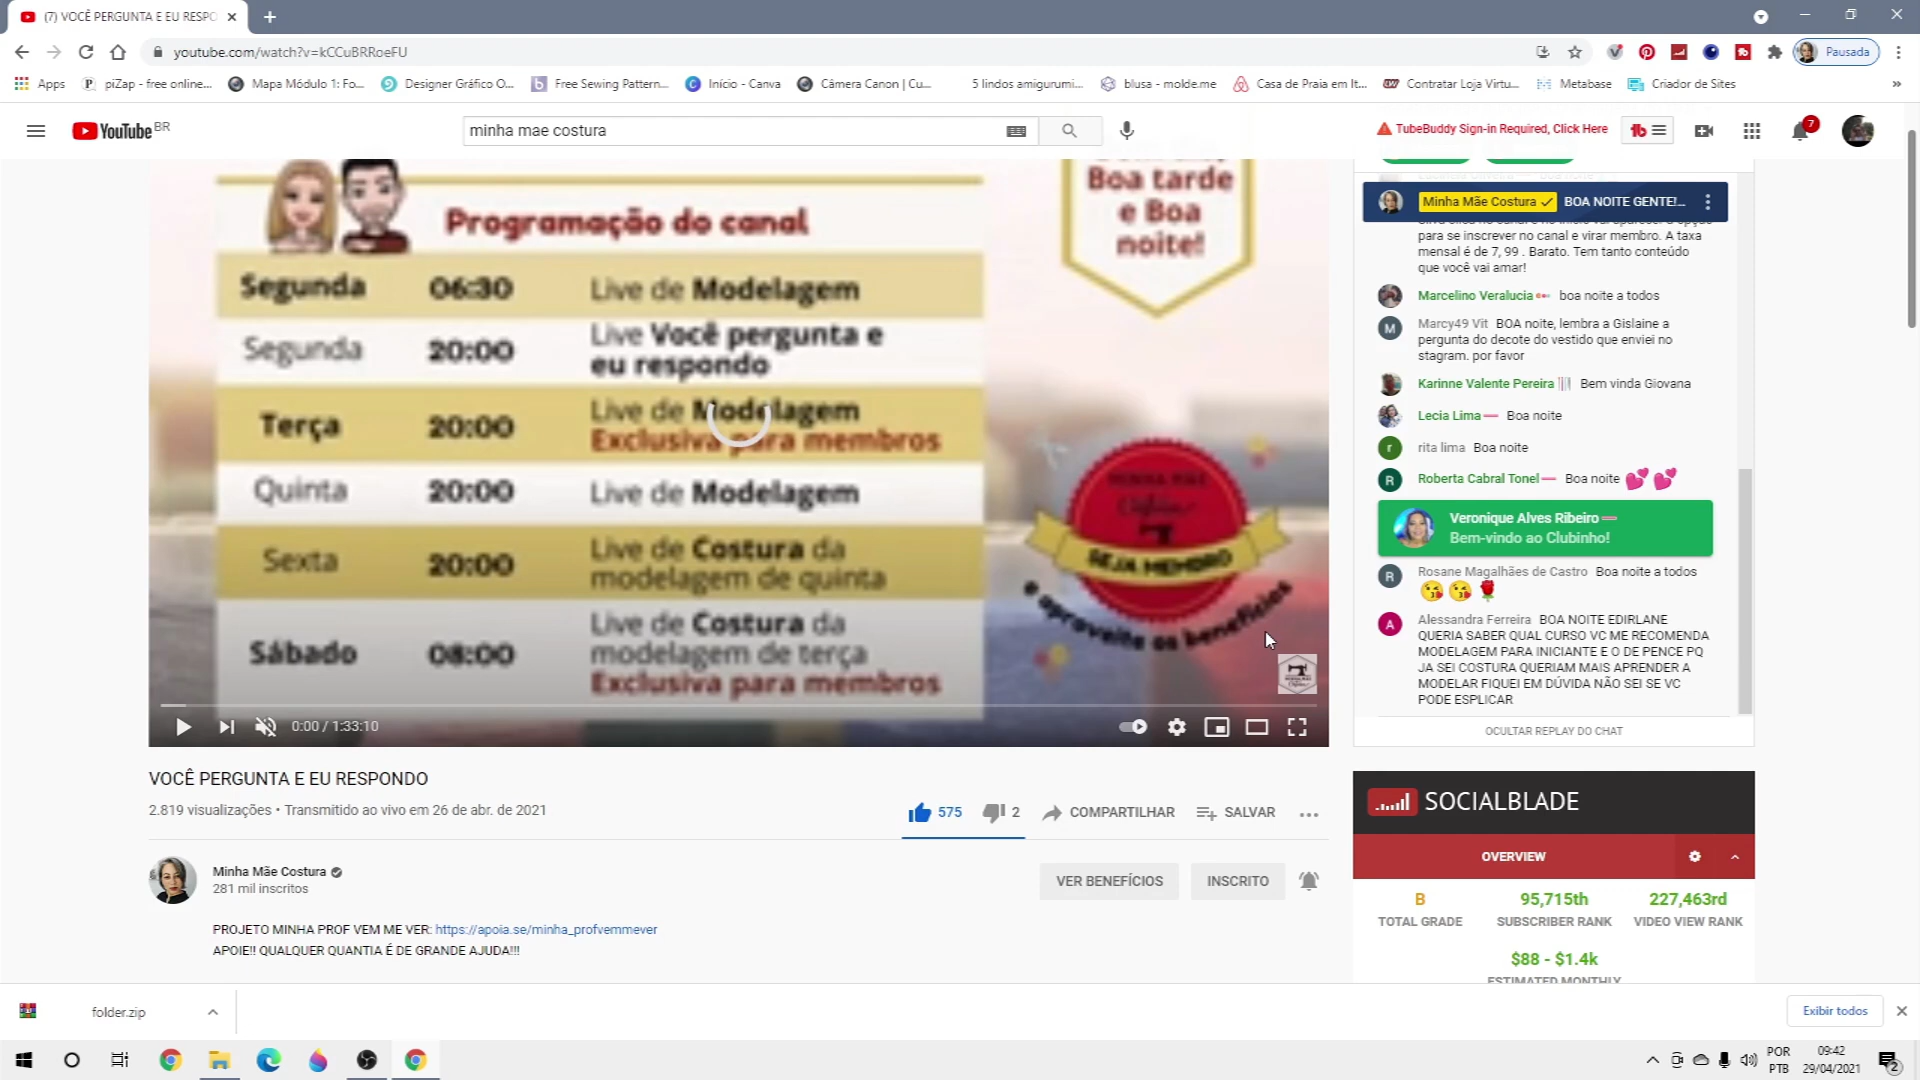 (7) VOCÊ PERGUNTA E EU RESPO
youtube.com/watch?v=kCCuBRRoeFU
Pausada
Apps
piZap - free online...
Mapa Módulo 1: Fo...
Designer Gráfico O...
Free Sewing Pattern...
Início - Canva
Câmera Canon | Cu...
5 lindos amigurumi...
blusa - molde.me
Casa de Praia em It...
Contratar Loja Virtu...
Metabase
Criador de Sites
YouTube BR
minha mae costura
TubeBuddy Sign-in Required, Click Here
7
Programação do canal
Segunda 06:30 Live de Modelagem
Segunda 20:00 Live Você pergunta e
eu respondo
Terça 20:00 Live de Modelagem
Exclusiva para membros
Quinta 20:00 Live de Modelagem
Sexta 20:00 Live de Costura da
modelagem de quinta
Sábado 08:00 Live de Costura da
modelagem de terça
Exclusiva para membros
Boa tarde
e Boa
noite!
MINHA MÃE
Costura
SEJA MEMBRO
e aproveite os benefícios
0:00 / 1:33:10
Minha Mãe Costura BOA NOITE GENTE!...
para se inscrever no canal e virar membro. A taxa
mensal é de 7, 99 . Barato. Tem tanto conteúdo
que você vai amar!
Marcelino Veralucia boa noite a todos
M Marcy49 Vit BOA noite, lembra a Gislaine a
pergunta do decote do vestido que enviei no
stagram. por favor
Karinne Valente Pereira Bem vinda Giovana
Lecia Lima Boa noite
r rita lima Boa noite
R Roberta Cabral Tonel Boa noite 💕 💕
Veronique Alves Ribeiro
Bem-vindo ao Clubinho!
R Rosane Magalhães de Castro Boa noite a todos
😘 😘 🌹
A Alessandra Ferreira BOA NOITE EDIRLANE
QUERIA SABER QUAL CURSO VC ME RECOMENDA
MODELAGEM PARA INICIANTE E O DE PENCE PQ
JA SEI COSTURA QUERIAM MAIS APRENDER A
MODELAR FIQUEI EM DÚVIDA NÃO SEI SE VC
PODE ESPLICAR
OCULTAR REPLAY DO CHAT
VOCÊ PERGUNTA E EU RESPONDO
2.819 visualizações • Transmitido ao vivo em 26 de abr. de 2021
575
2
COMPARTILHAR
SALVAR
Minha Mãe Costura
281 mil inscritos
VER BENEFÍCIOS
INSCRITO
PROJETO MINHA PROF VEM ME VER: https://apoia.se/minha_profvemmever
APOIE!! QUALQUER QUANTIA É DE GRANDE AJUDA!!!
SOCIALBLADE
OVERVIEW
B 95,715th 227,463rd
TOTAL GRADE SUBSCRIBER RANK VIDEO VIEW RANK
$88 - $1.4k
ESTIMATED MONTHLY
folder.zip
Exibir todos
POR
PTB
09:42
29/04/2021
2